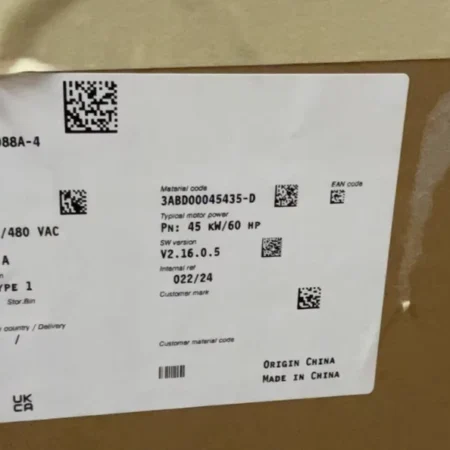 088A-4
Material code
EAN code
3ABD00045435-D
Typical motor power
/480 VAC
PN: 45 KW/60 HP
SW version
A
V2.16.0.5
Internal ref
YPE 1
022/24
Stor.Bin
Customer mark
country / Delivery
/
Customer material code
ORIGIN CHINA
MADE IN CHINA
UK
CA